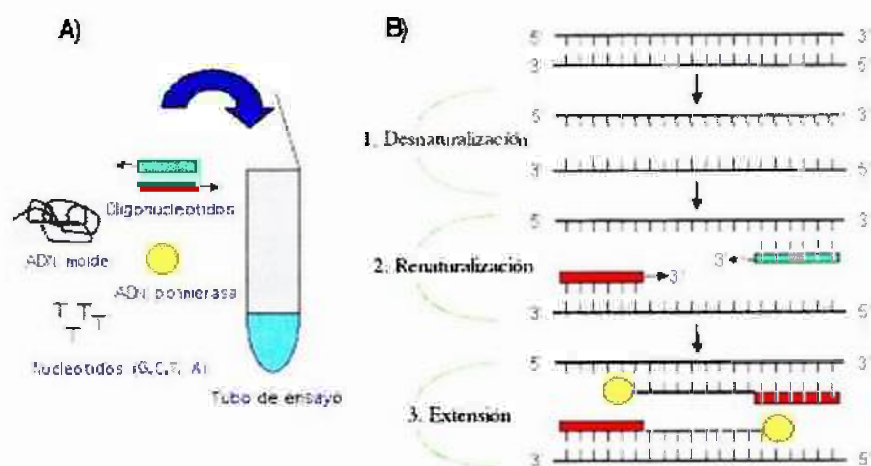 A)
Oligonucleotidos
ADN molde
ADN polimerasa
Nucleotidos (G,C,T, A)
Tubo de ensayo
B)
5' 3'
3' 5'
5' 3'
1. Desnaturalización
3' 5'
5' 3'
2. Renaturalización
3'
3'
3' 5'
5' 3'
3. Extensión
3' 5'